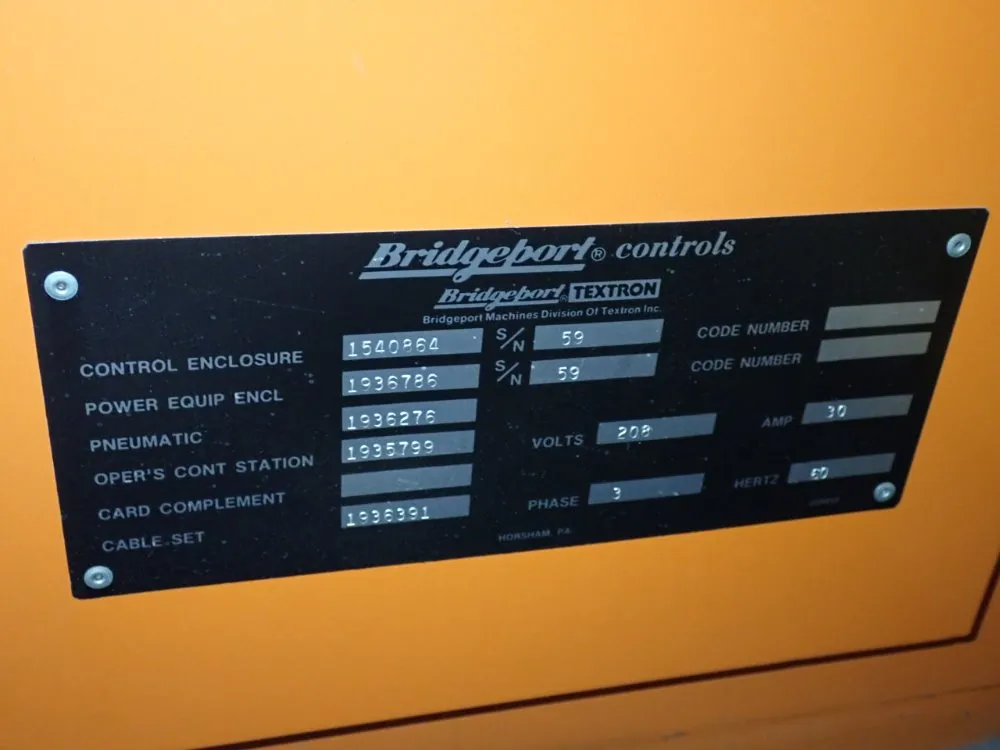 Bridgeport® controls
Bridgeport® TEXTRON
Bridgeport Machines Division Of Textron Inc.
CONTROL ENCLOSURE 1540864 S/N 59 CODE NUMBER
POWER EQUIP ENCL 1936786 S/N 59 CODE NUMBER
PNEUMATIC 1936276
OPER'S CONT STATION 1935799 VOLTS 208 AMP 30
CARD COMPLEMENT
CABLE SET 1936391 PHASE 3 HERTZ 60
HORSHAM, PA.